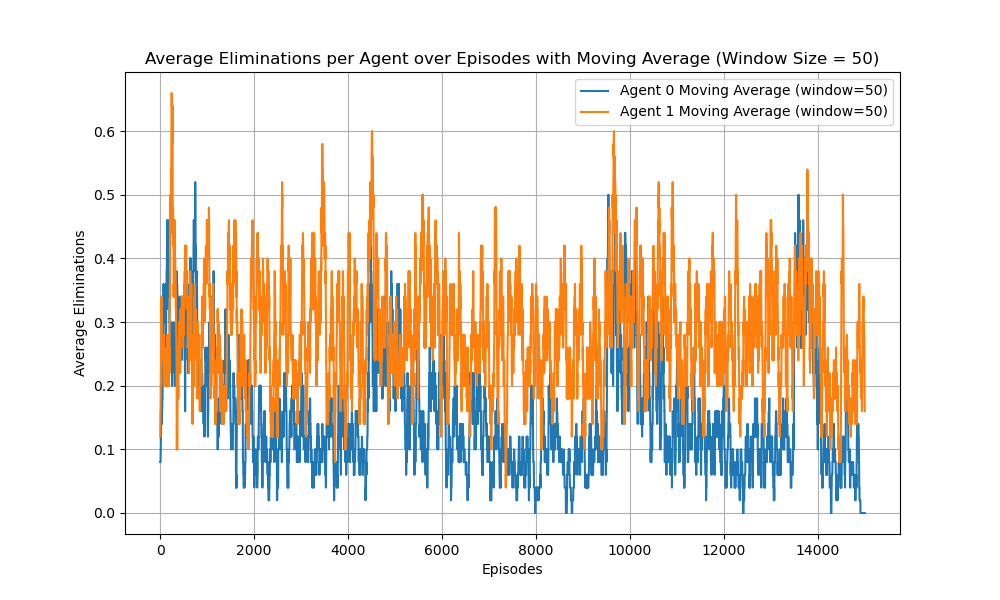 Average Eliminations per Agent over Episodes with Moving Average (Window Size = 50)
Agent 0 Moving Average (window=50)
Agent 1 Moving Average (window=50)
Average Eliminations
0.6
0.5
0.4
0.3
0.2
0.1
0.0
0 2000 4000 6000 8000 10000 12000 14000
Episodes